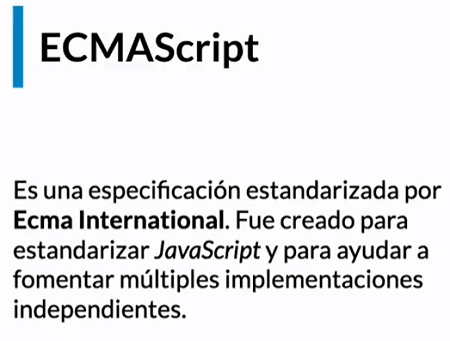 ECMAScript
Es una especificación estandarizada por
Ecma International. Fue creado para
estandarizar JavaScript y para ayudar a
fomentar múltiples implementaciones
independientes.